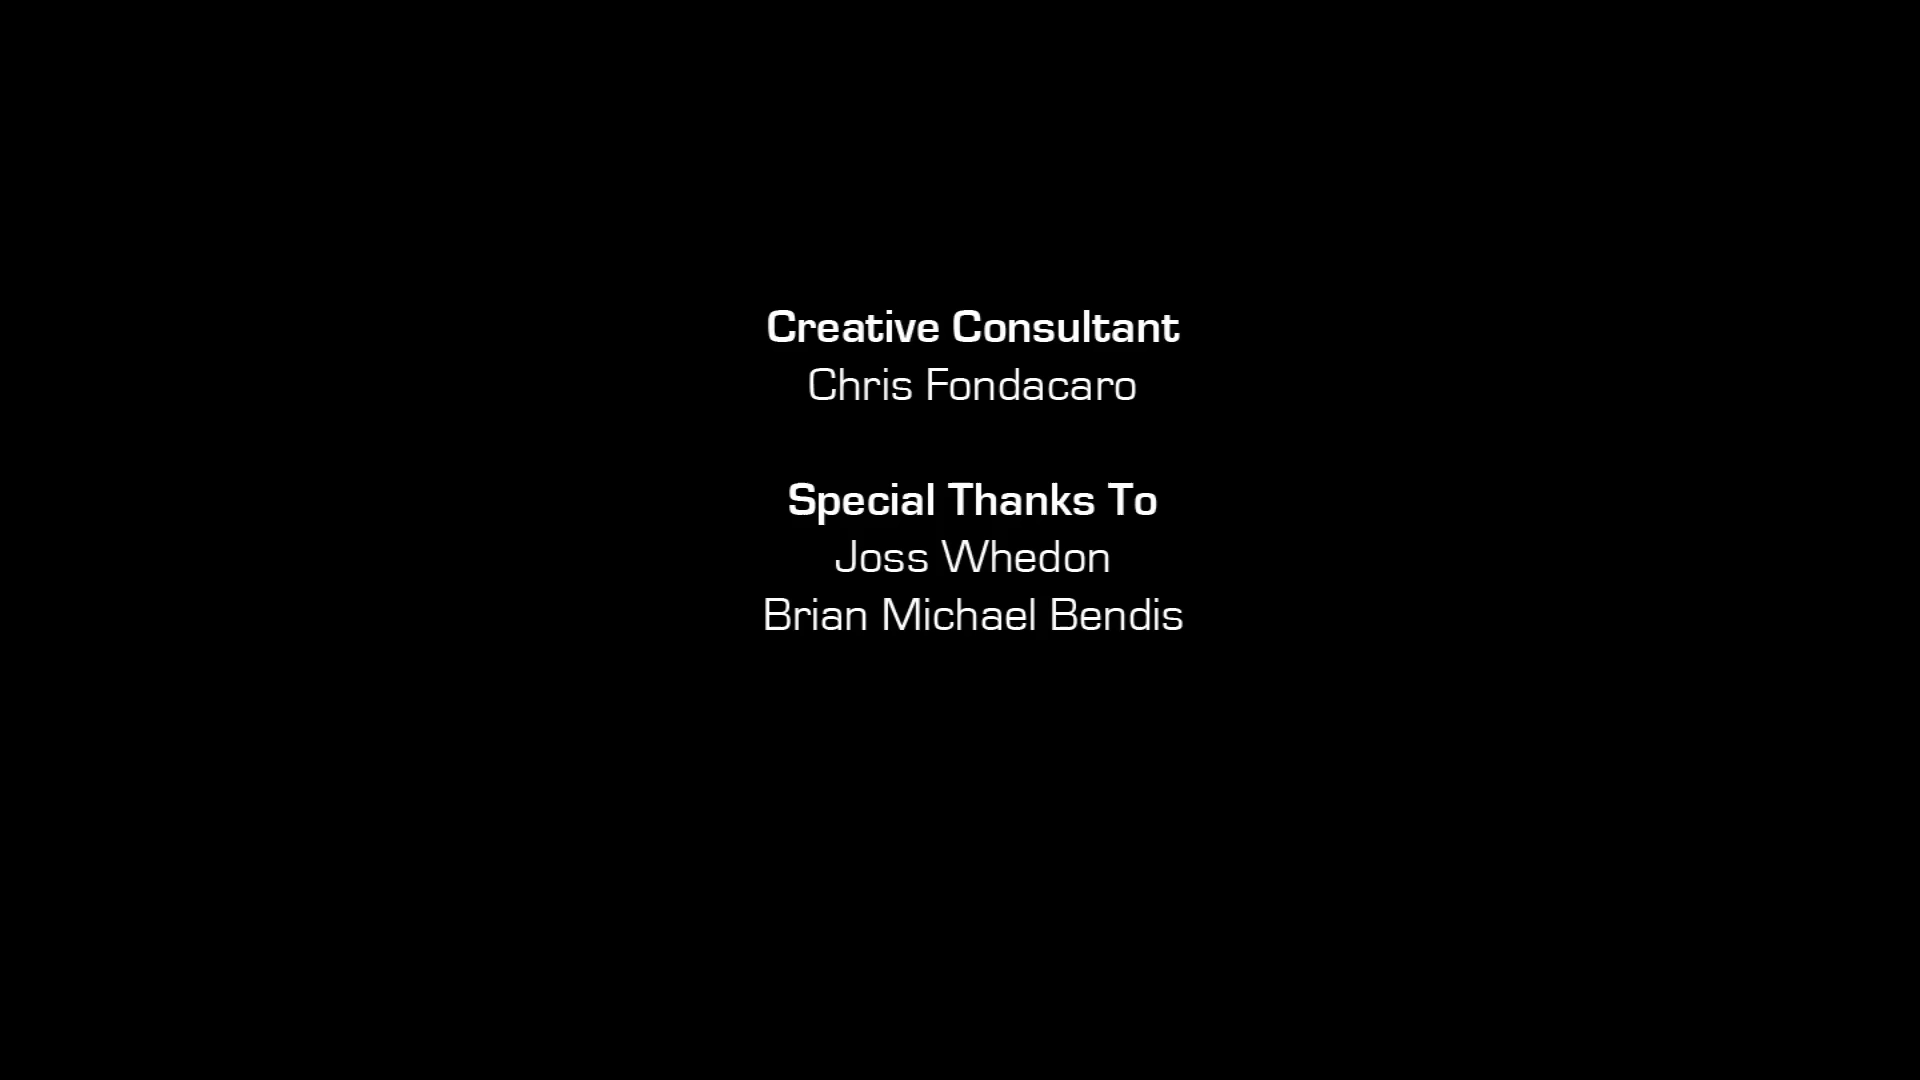 Creative Consultant
Chris Fondacaro
Special Thanks To
Joss Whedon
Brian Michael Bendis